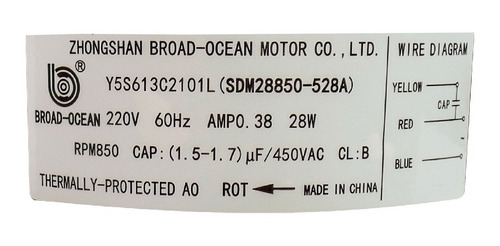 ZHONGSHAN BROAD-OCEAN MOTOR CO.,LTD.
WIRE DIAGRAM
®
Y5S613C2101L(SDM28850-528A)
BROAD-OCEAN 220V 60Hz AMP0.38 28W
RPM850 CAP:(1.5-1.7)μF/450VAC CL:B
THERMALLY-PROTECTED AO ROT ← MADE IN CHINA
YELLOW
CAP
RED
BLUE